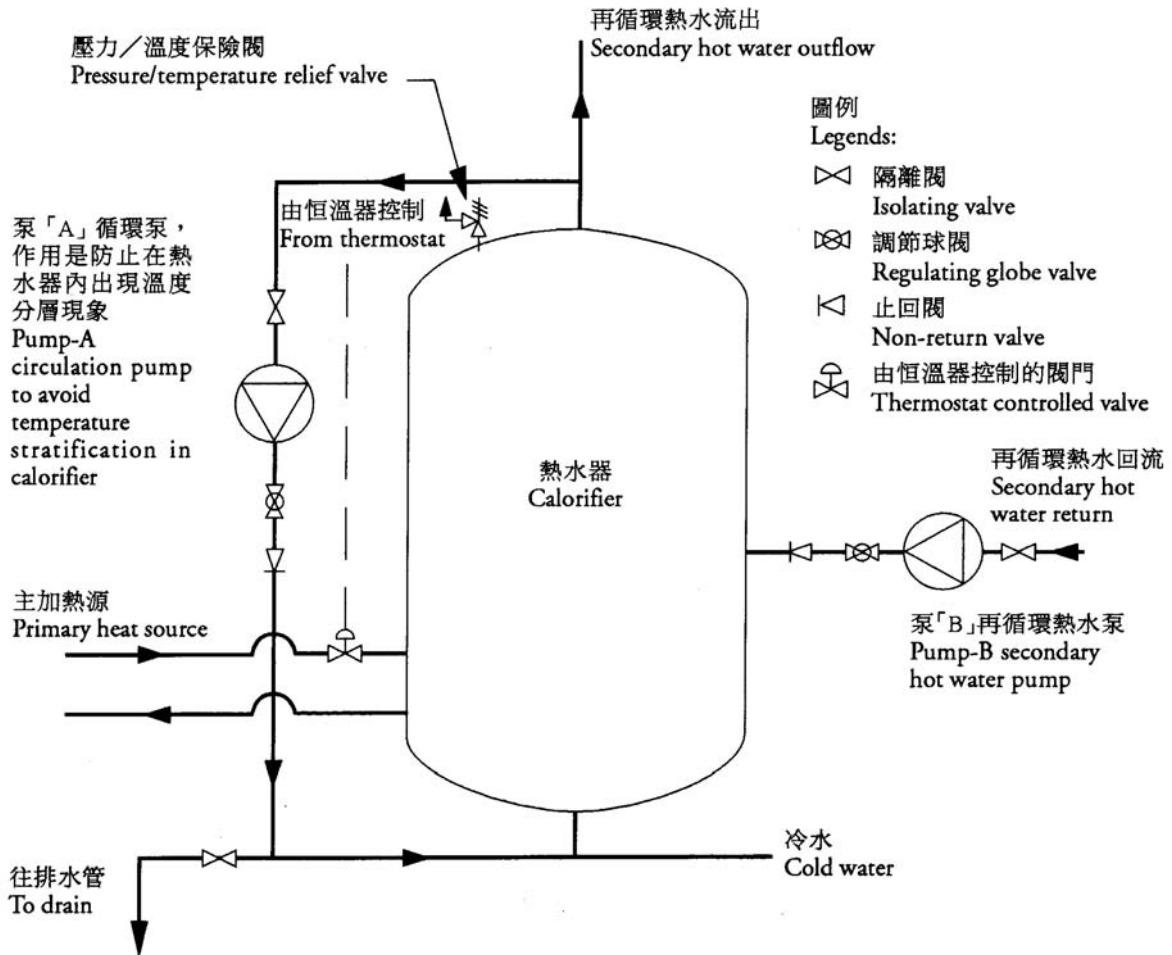 再循環熱水流出
Secondary hot water outflow
壓力／溫度保險閥
Pressure/temperature relief valve
圖例
Legends:
隔離閥
Isolating valve
調節球閥
Regulating globe valve
止回閥
Non-return valve
由恒溫器控制的閥門
Thermostat controlled valve
由恒溫器控制
From thermostat
泵「A」循環泵，
作用是防止在熱
水器內出現溫度
分層現象
Pump-A
circulation pump
to avoid
temperature
stratification in
calorifier
熱水器
Calorifier
再循環熱水回流
Secondary hot
water return
泵「B」再循環熱水泵
Pump-B secondary
hot water pump
主加熱源
Primary heat source
冷水
Cold water
往排水管
To drain